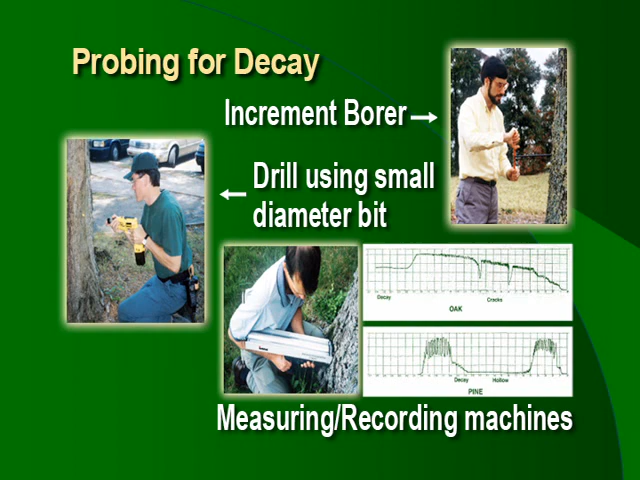 Probing for Decay
Increment Borer
Drill using small
diameter bit
Decay
Cracks
OAK
Decay
Hollow
PINE
Measuring/Recording machines